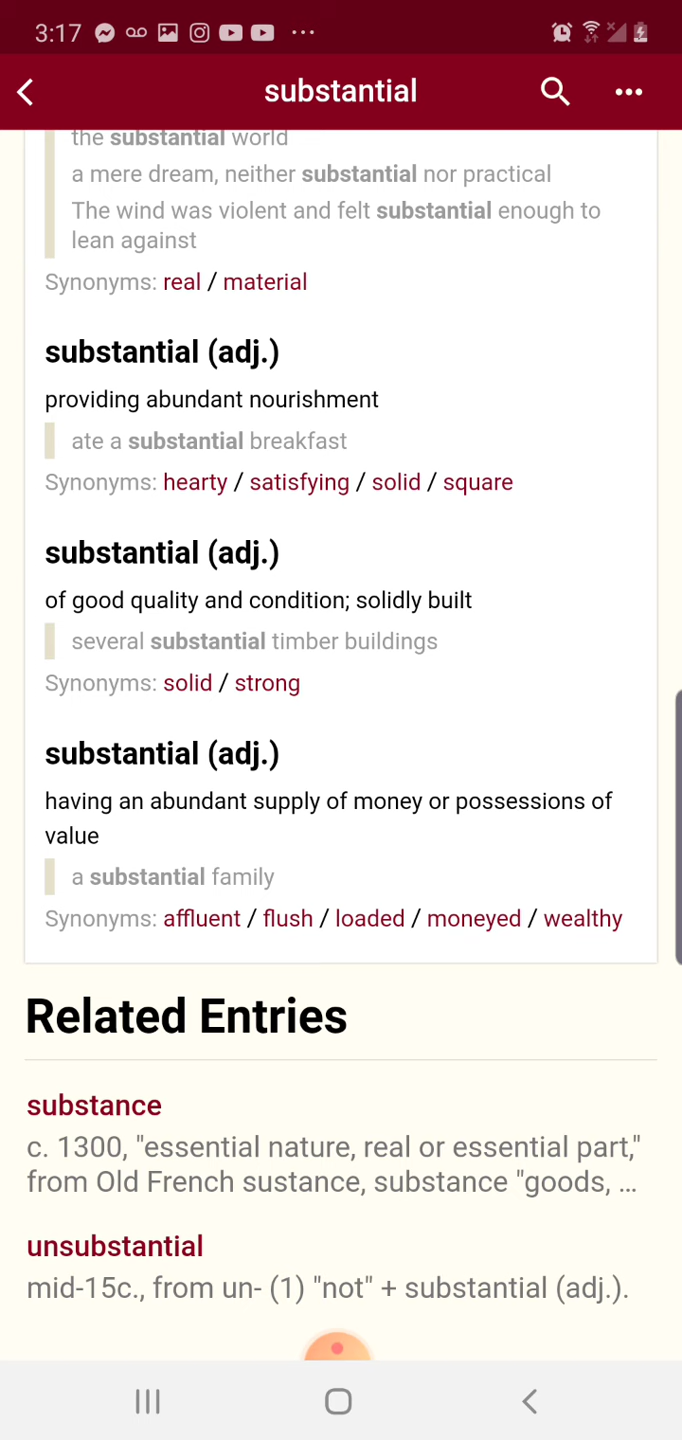 3:17
substantial
the substantial world
a mere dream, neither substantial nor practical
The wind was violent and felt substantial enough to
lean against
Synonyms: real / material
substantial (adj.)
providing abundant nourishment
ate a substantial breakfast
Synonyms: hearty / satisfying / solid / square
substantial (adj.)
of good quality and condition; solidly built
several substantial timber buildings
Synonyms: solid / strong
substantial (adj.)
having an abundant supply of money or possessions of
value
a substantial family
Synonyms: affluent / flush / loaded / moneyed / wealthy
Related Entries
substance
c. 1300, "essential nature, real or essential part,"
from Old French sustance, substance "goods, ...
unsubstantial
mid-15c., from un- (1) "not" + substantial (adj.).